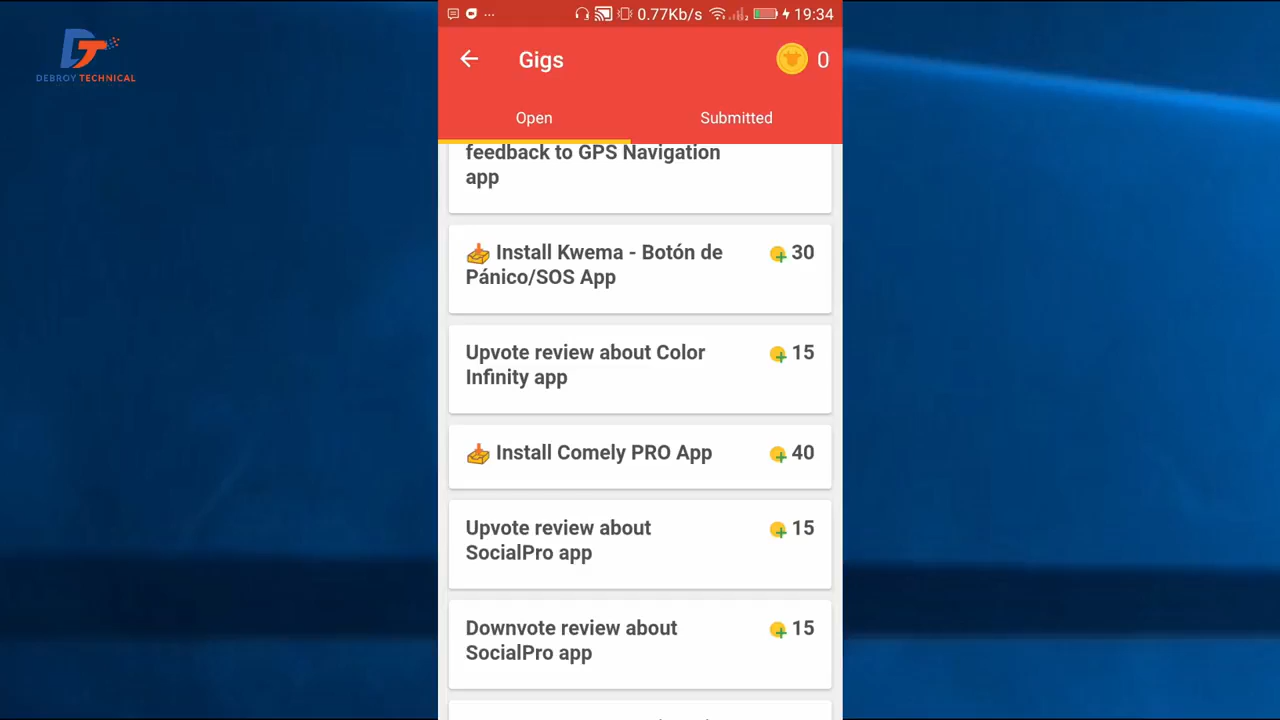 DT
DEBROY TECHNICAL
... 0.77Kb/s 19:34
Gigs 0
Open Submitted
feedback to GPS Navigation
app
Install Kwema - Botón de 30
Pánico/SOS App
Upvote review about Color 15
Infinity app
Install Comely PRO App 40
Upvote review about 15
SocialPro app
Downvote review about 15
SocialPro app